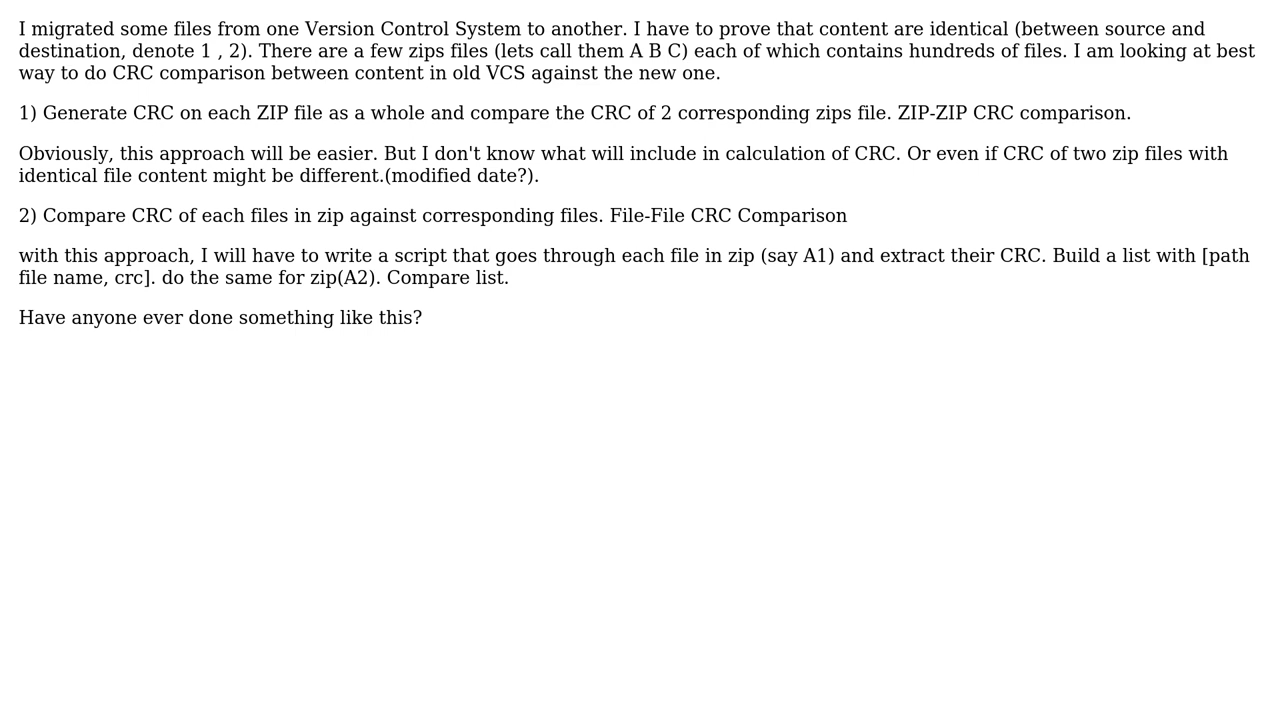 I migrated some files from one Version Control System to another. I have to prove that content are identical (between source and
destination, denote 1 , 2). There are a few zips files (lets call them A B C) each of which contains hundreds of files. I am looking at best
way to do CRC comparison between content in old VCS against the new one.
1) Generate CRC on each ZIP file as a whole and compare the CRC of 2 corresponding zips file. ZIP-ZIP CRC comparison.
Obviously, this approach will be easier. But I don't know what will include in calculation of CRC. Or even if CRC of two zip files with
identical file content might be different.(modified date?).
2) Compare CRC of each files in zip against corresponding files. File-File CRC Comparison
with this approach, I will have to write a script that goes through each file in zip (say A1) and extract their CRC. Build a list with [path
file name, crc]. do the same for zip(A2). Compare list.
Have anyone ever done something like this?